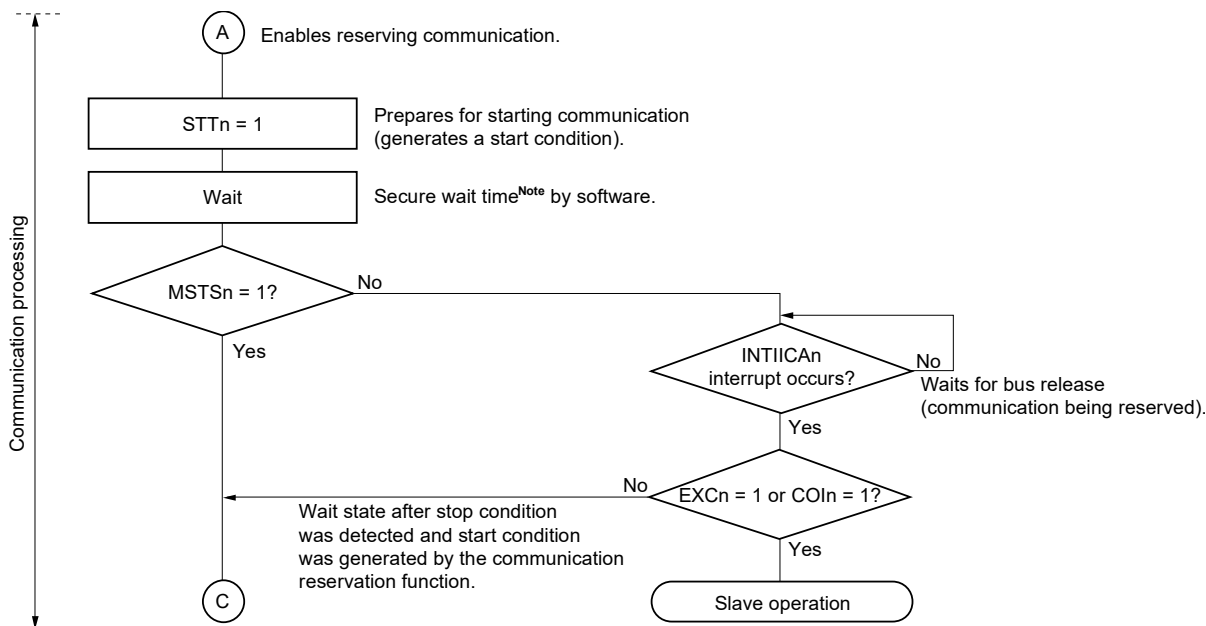 A
Enables reserving communication.
STTn = 1
Prepares for starting communication
(generates a start condition).
Wait
Secure wait timeNote by software.
MSTSn = 1?
No
Yes
INTIICAn
interrupt occurs?
No
Waits for bus release
(communication being reserved).
Yes
EXCn = 1 or COIn = 1?
No
Wait state after stop condition
was detected and start condition
was generated by the communication
reservation function.
Yes
C
Slave operation
Communication processing